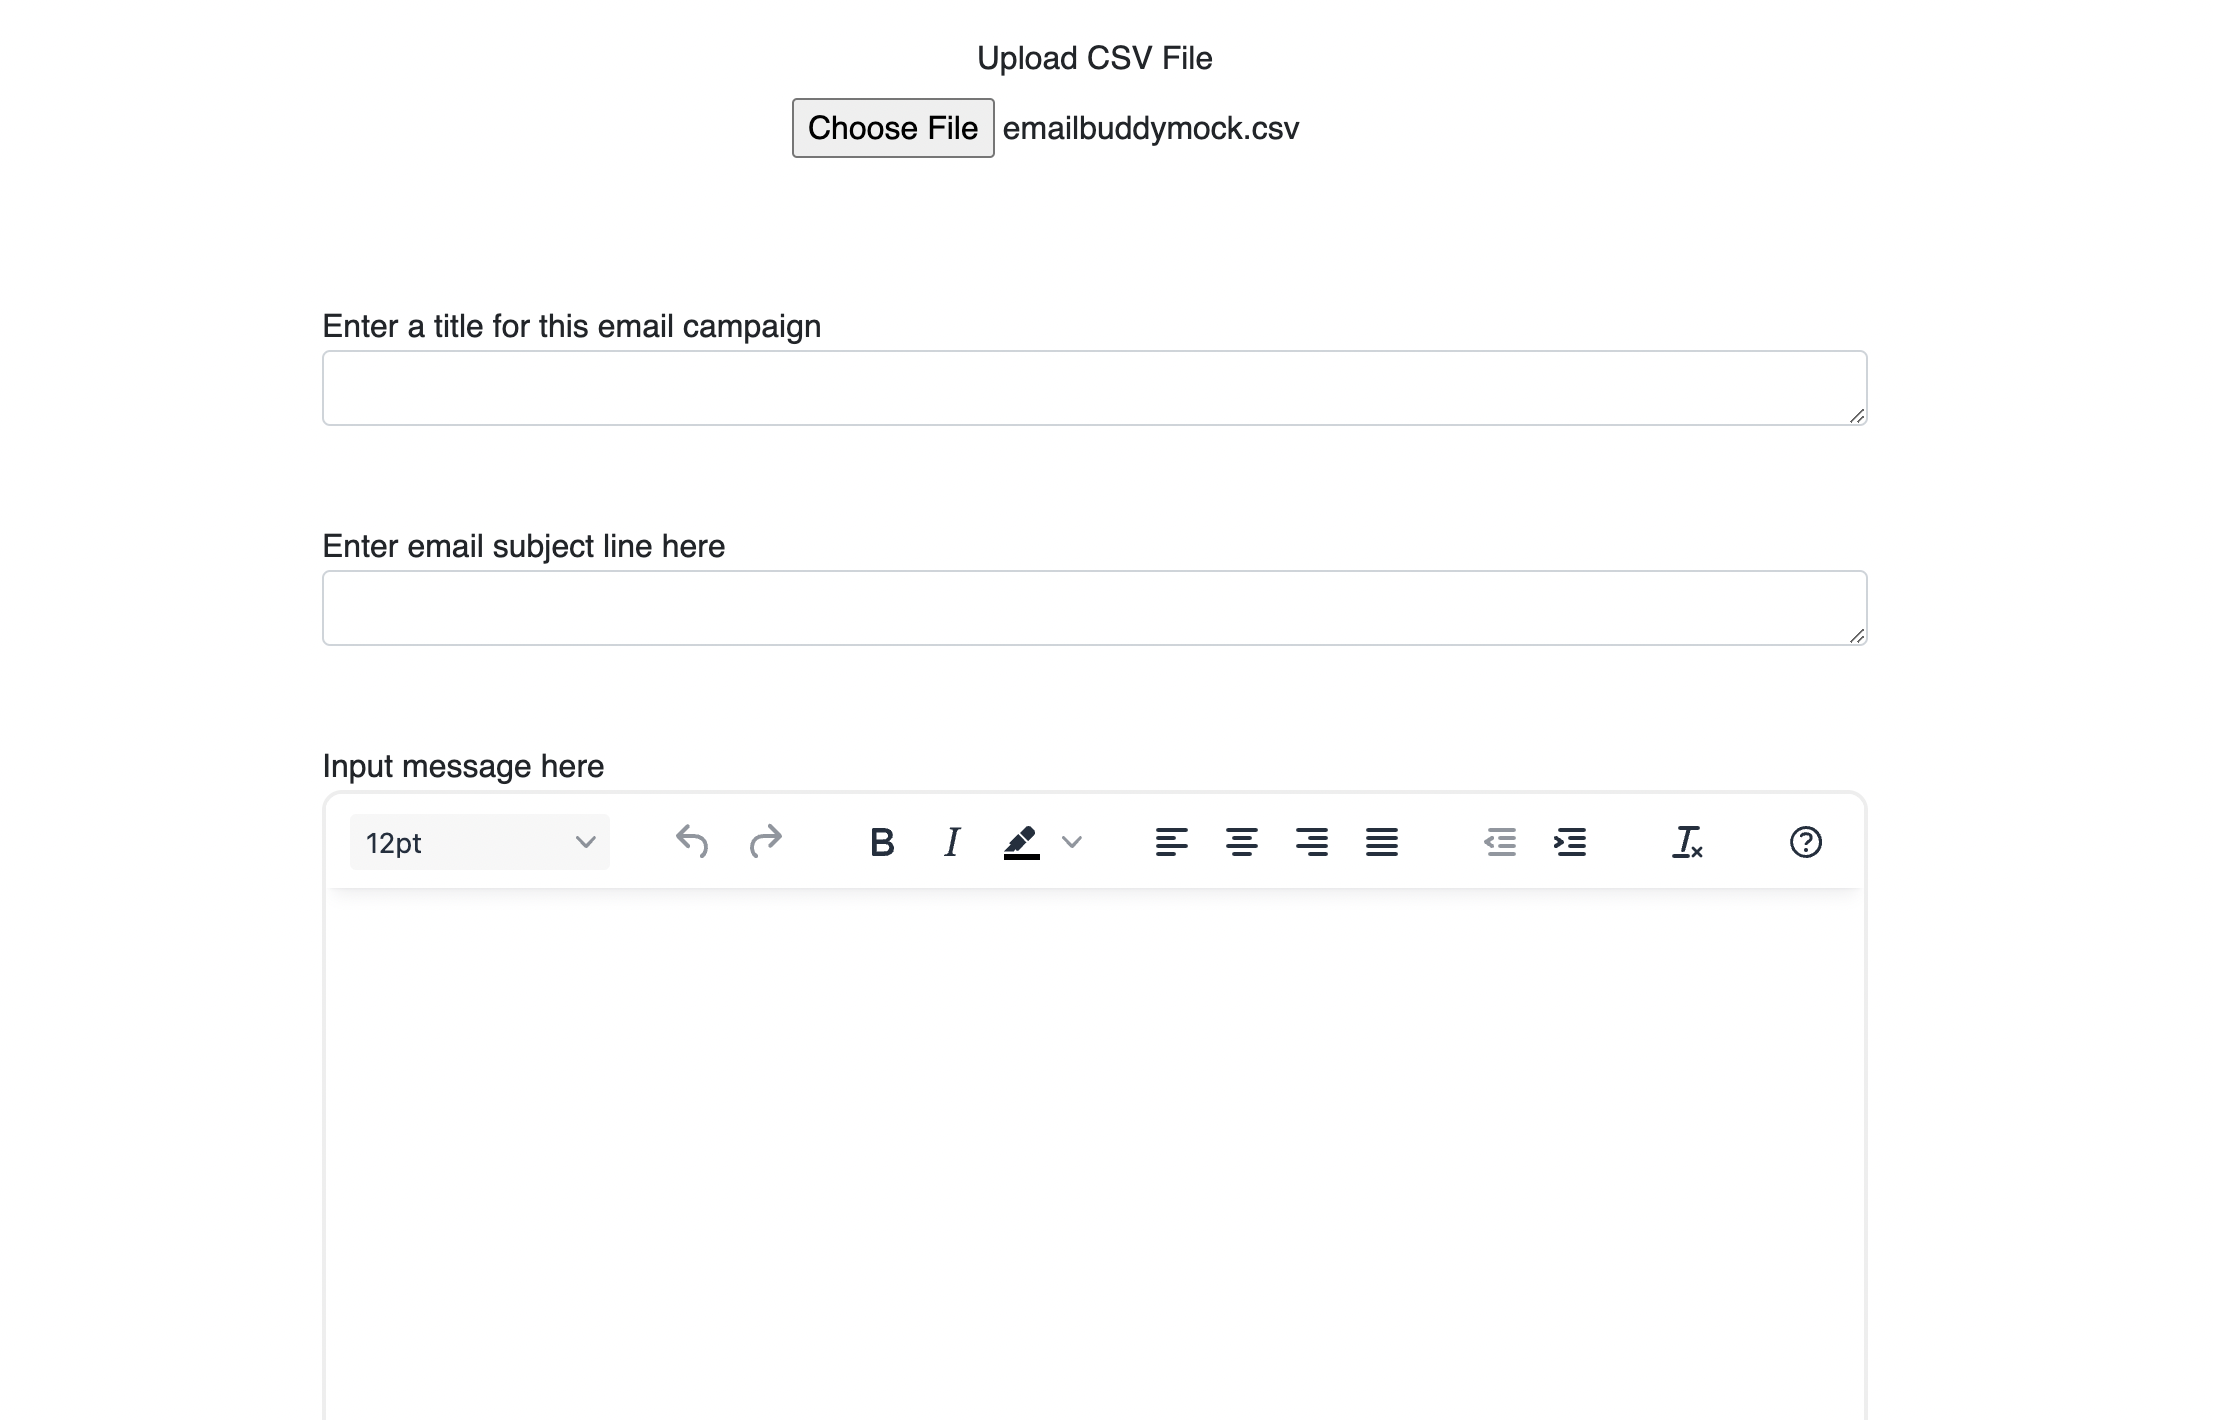 Upload CSV File
Choose File emailbuddymock.csv
Enter a title for this email campaign
Enter email subject line here
Input message here
12pt